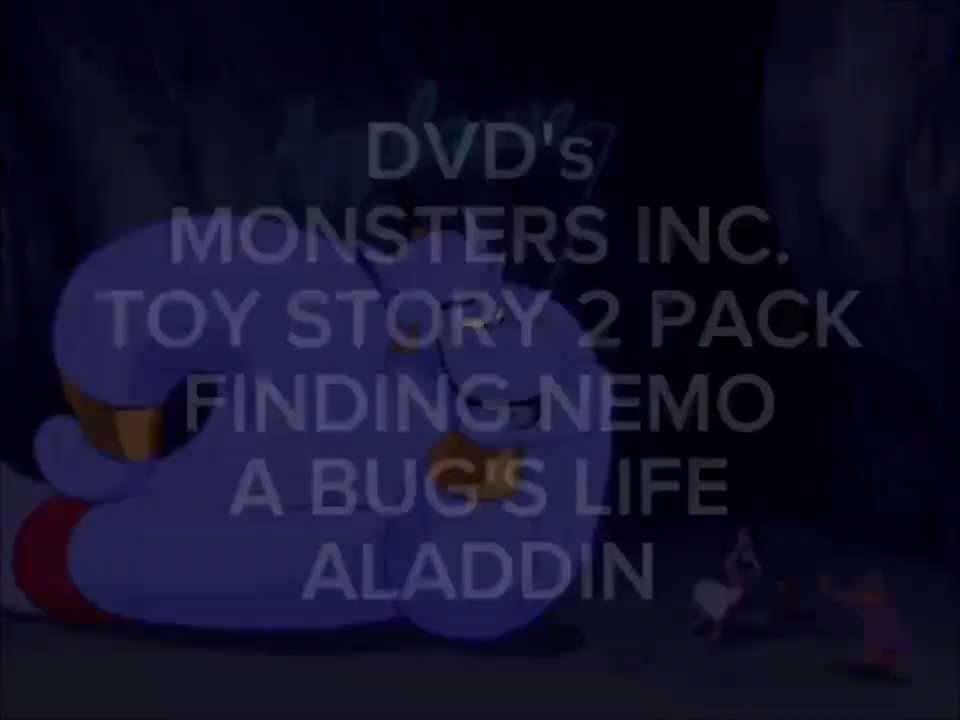 DVD's
MONSTERS INC.
TOY STORY 2 PACK
FINDING NEMO
A BUG'S LIFE
ALADDIN